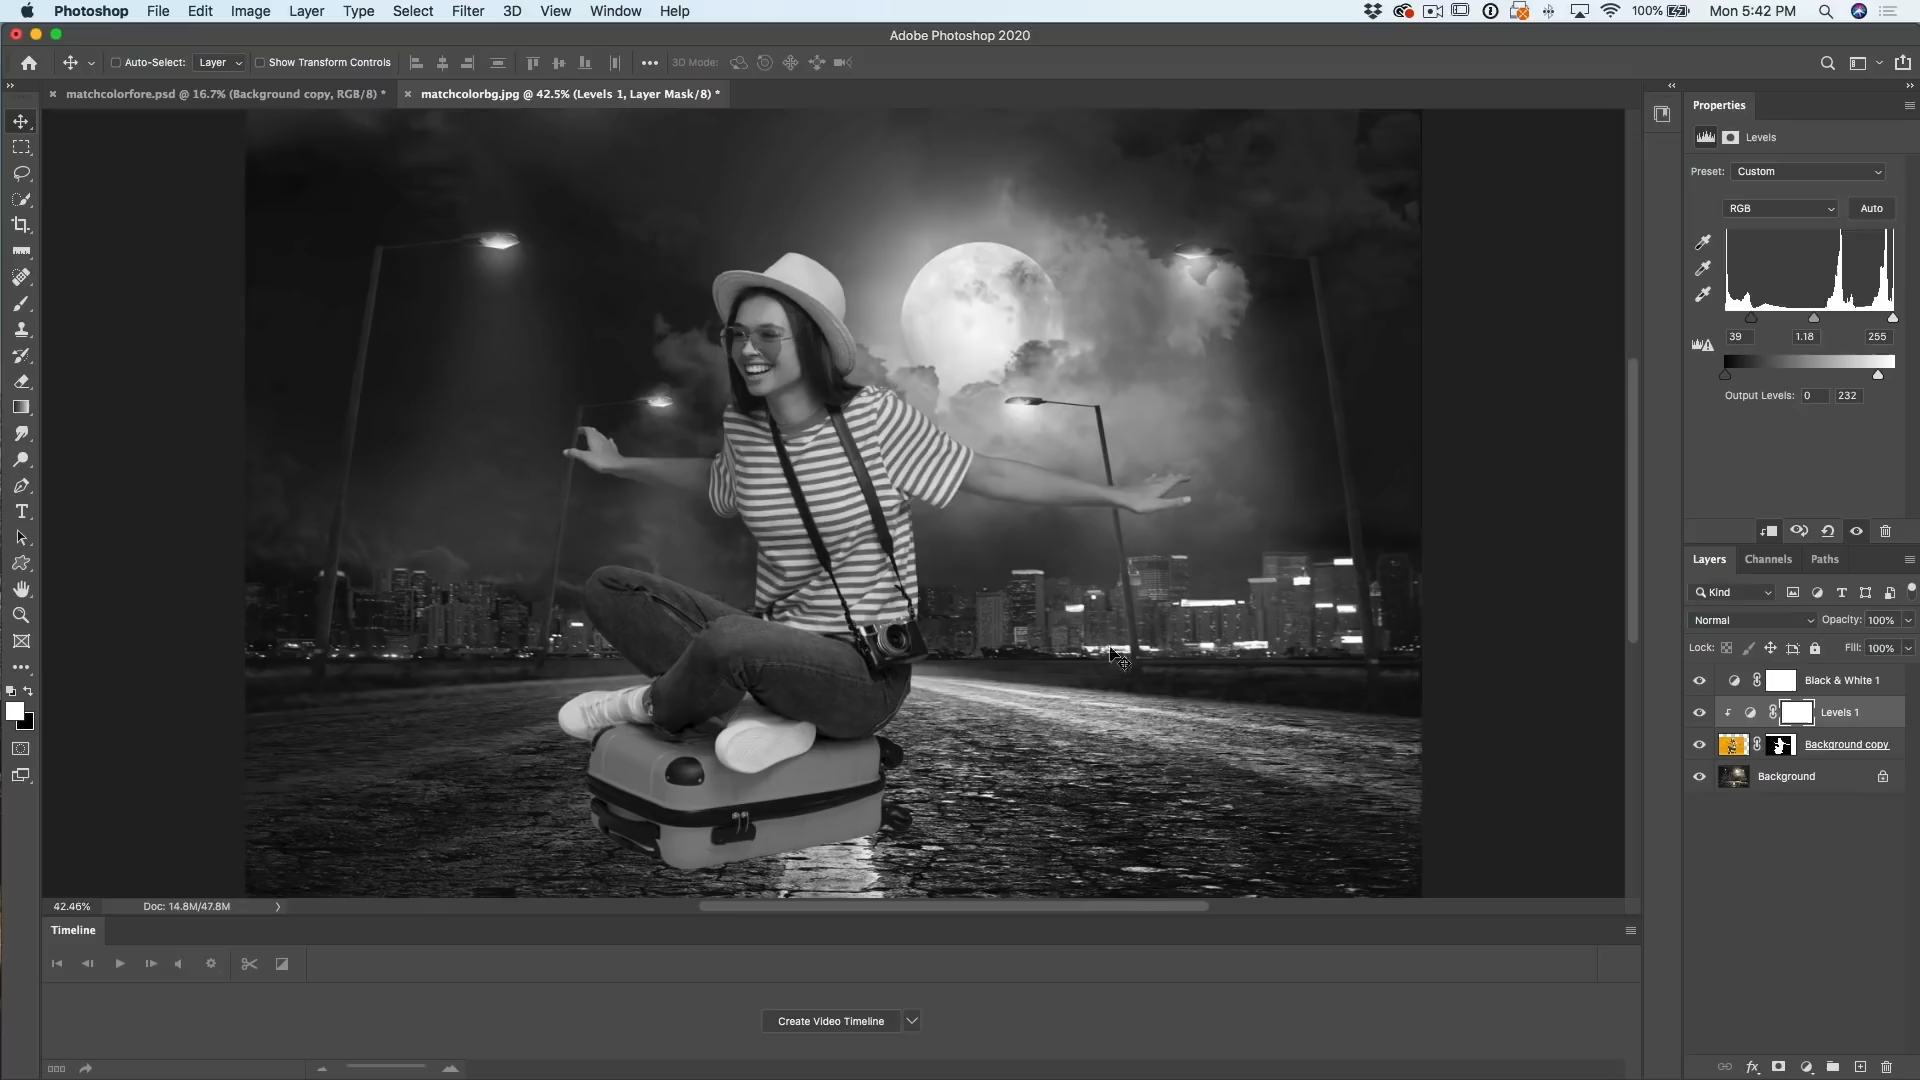 Photoshop File Edit Image Layer Type Select Filter 3D View Window Help 100% Mon 5:42 PM
Adobe Photoshop 2020
Auto-Select: Layer Show Transform Controls 3D Mode:
matchcolorfore.psd @ 16.7% (Background copy, RGB/8) * matchcolorbg.jpg @ 42.5% (Levels 1, Layer Mask/8) *
Properties
Levels
Preset: Custom
RGB Auto
39 1.18 255
Output Levels: 0 232
Layers Channels Paths
Kind
Normal Opacity: 100%
Lock: Fill: 100%
Black & White 1
Levels 1
Background copy
Background
42.46% Doc: 14.8M/47.8M
Timeline
Create Video Timeline